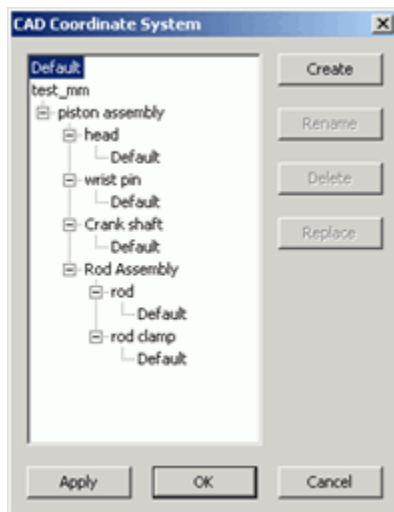 CAD Coordinate System
Default
test_mm
piston assembly
head
Default
wrist pin
Default
Crank shaft
Default
Rod Assembly
rod
Default
rod clamp
Default
Create
Rename
Delete
Replace
Apply
OK
Cancel